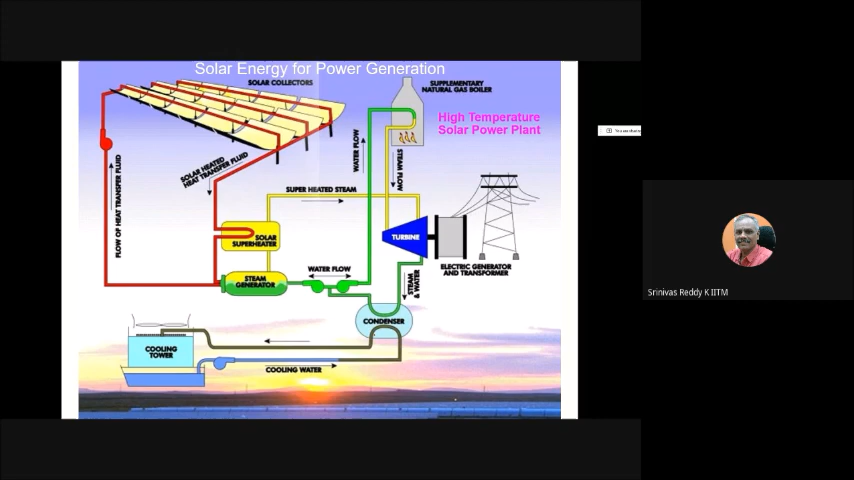 Solar Energy for Power Generation
SOLAR COLLECTORS
SUPPLEMENTARY
NATURAL GAS BOILER
High Temperature
Solar Power Plant
FLOW OF HEAT TRANSFER FLUID
SOLAR HEATED
HEAT TRANSFER FLUID
WATER FLOW
STEAM FLOW
SUPER HEATED STEAM
SOLAR
SUPERHEATER
TURBINE
ELECTRIC GENERATOR
AND TRANSFORMER
STEAM
GENERATOR
WATER FLOW
STEAM
& WATER
CONDENSER
COOLING
TOWER
COOLING WATER
Srinivas Reddy K IITM